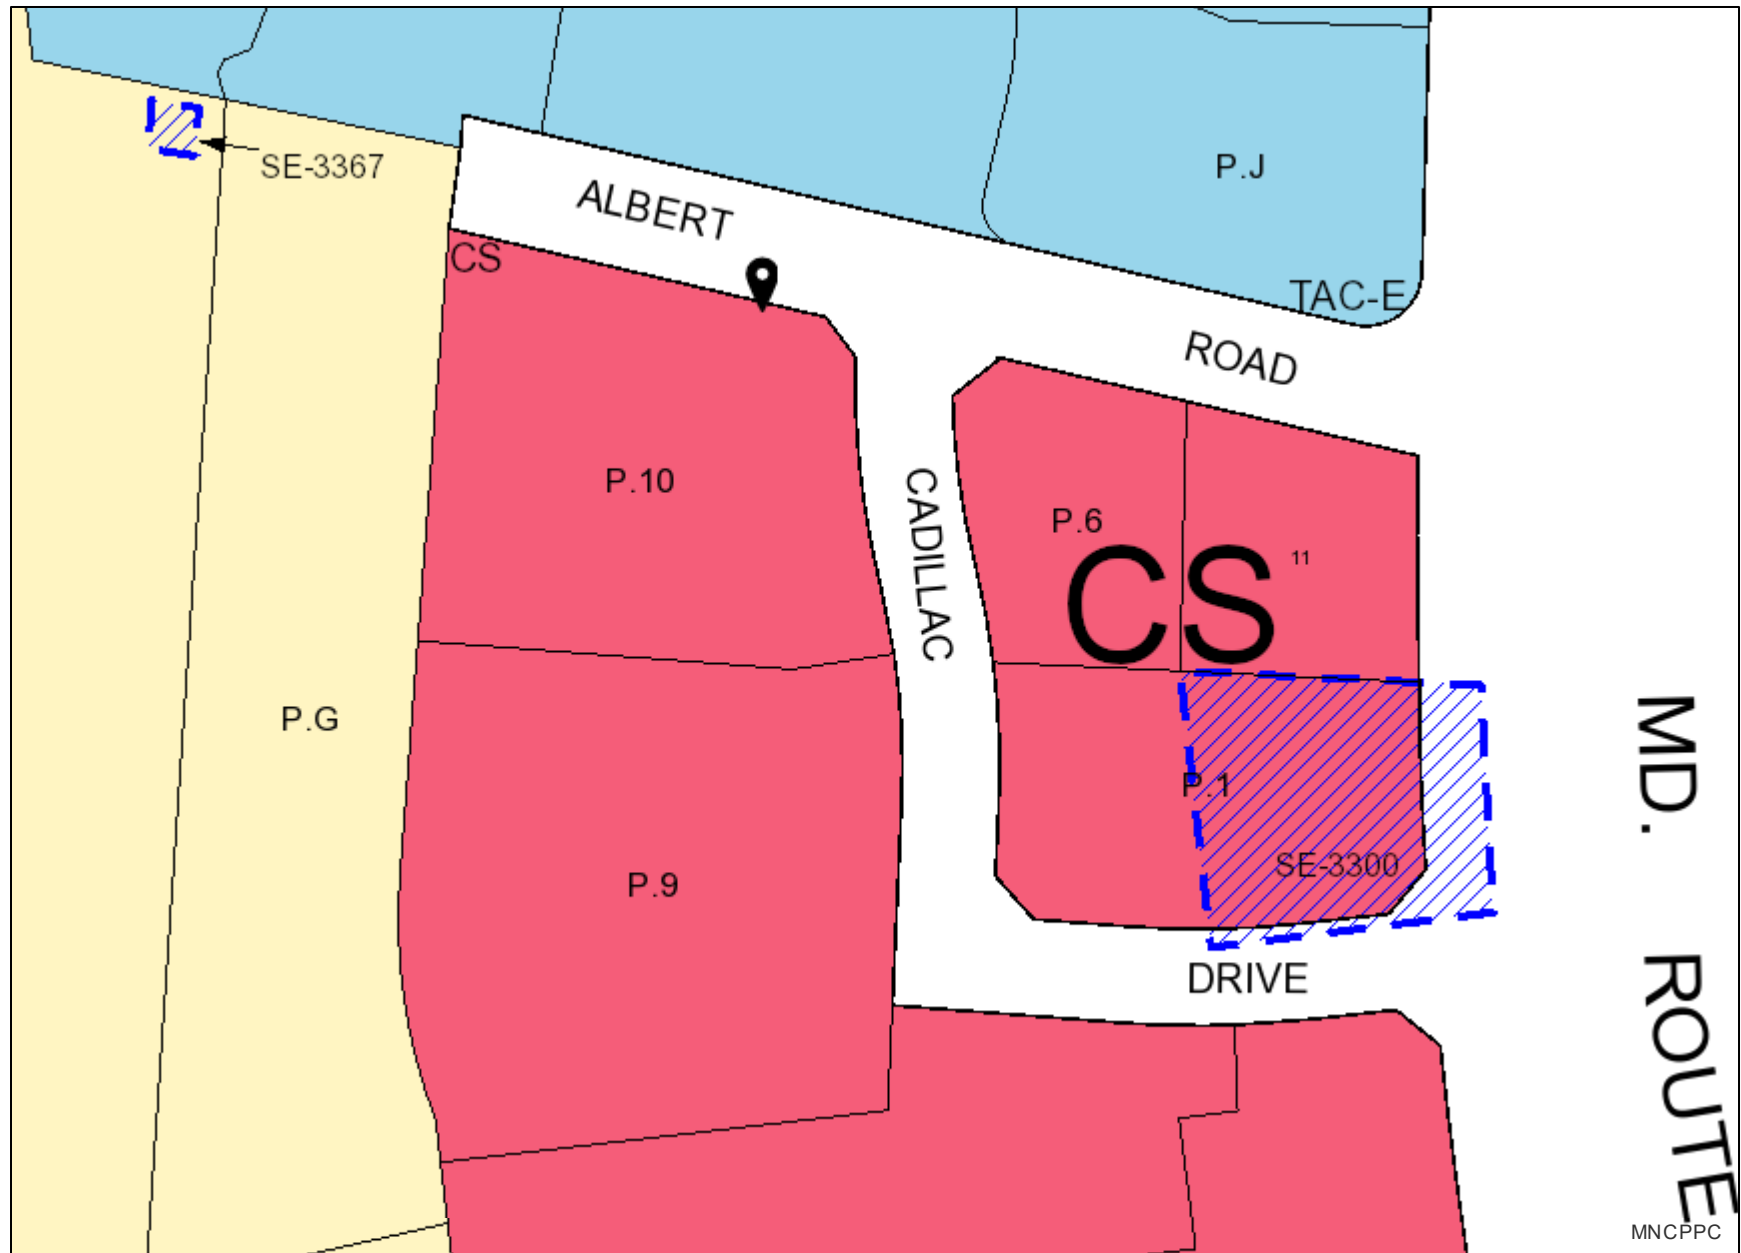 P.J
SE-3367
ALBERT
CS
TAC-E
ROAD
P.10
CADILLAC
P.6
CS
11
P.G
MD.
P.1
SE-3300
P.9
DRIVE
ROUTE
MNCPPC